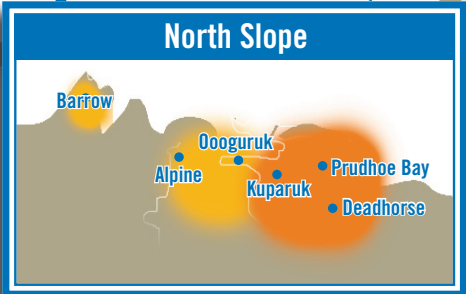 North Slope
Barrow
Oooguruk
Alpine
Prudhoe Bay
Kuparuk
Deadhorse